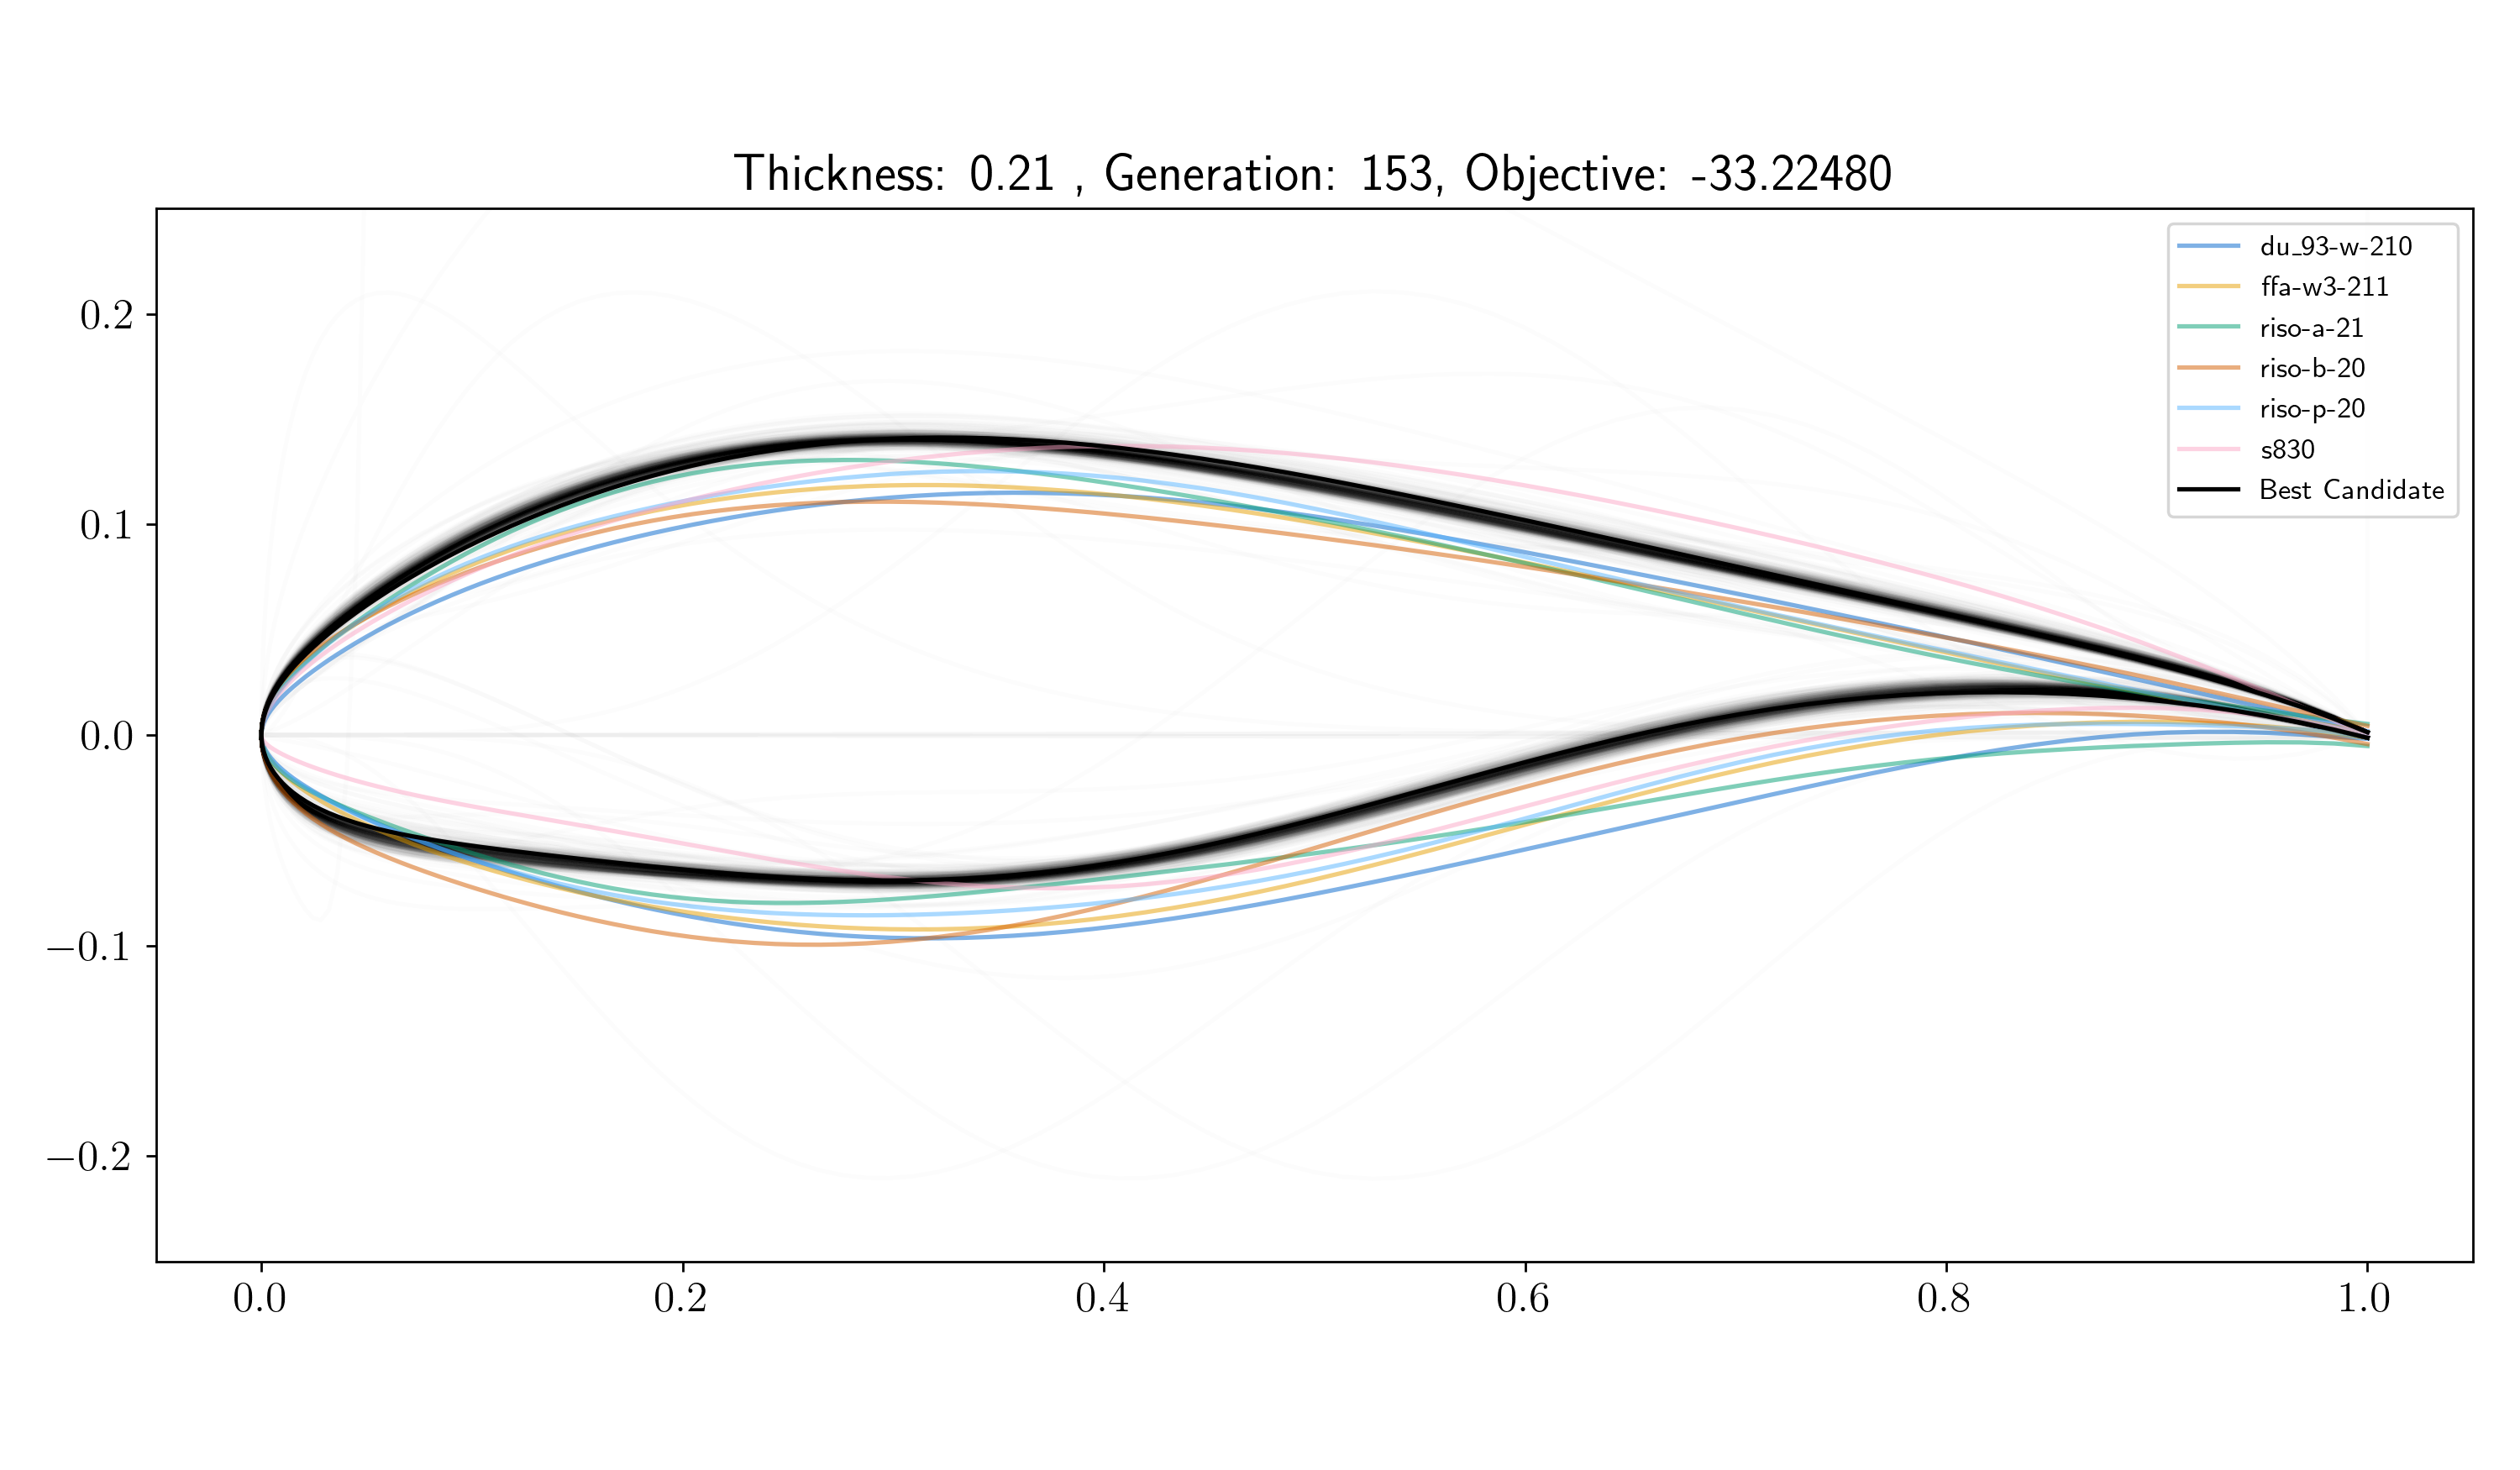 Thickness: 0.21 , Generation: 153, Objective: -33.22480
du_93-w-210
ffa-w3-211
riso-a-21
riso-b-20
riso-p-20
s830
Best Candidate
0.2
0.1
0.0
−0.1
−0.2
0.0 0.2 0.4 0.6 0.8 1.0